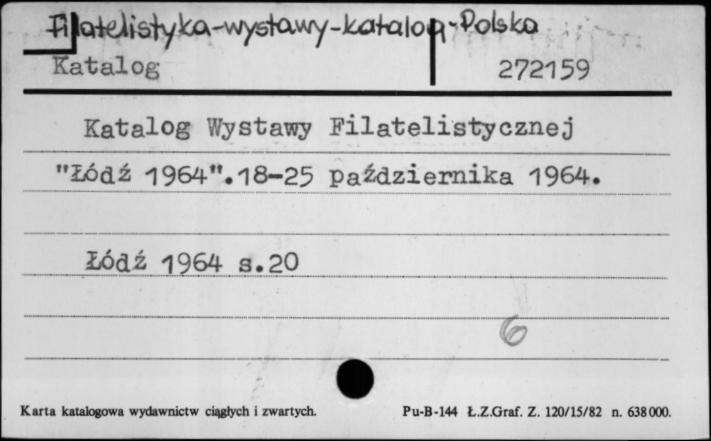 Filatelistyka-wystawy-katalog-Polska
Katalog 272159
Katalog Wystawy Filatelistycznej
"Łódź 1964".18-25 października 1964.
Łódź 1964 s.20
6
Karta katalogowa wydawnictw ciągłych i zwartych. Pu-B-144 Ł.Z.Graf. Z. 120/15/82 n. 638000.